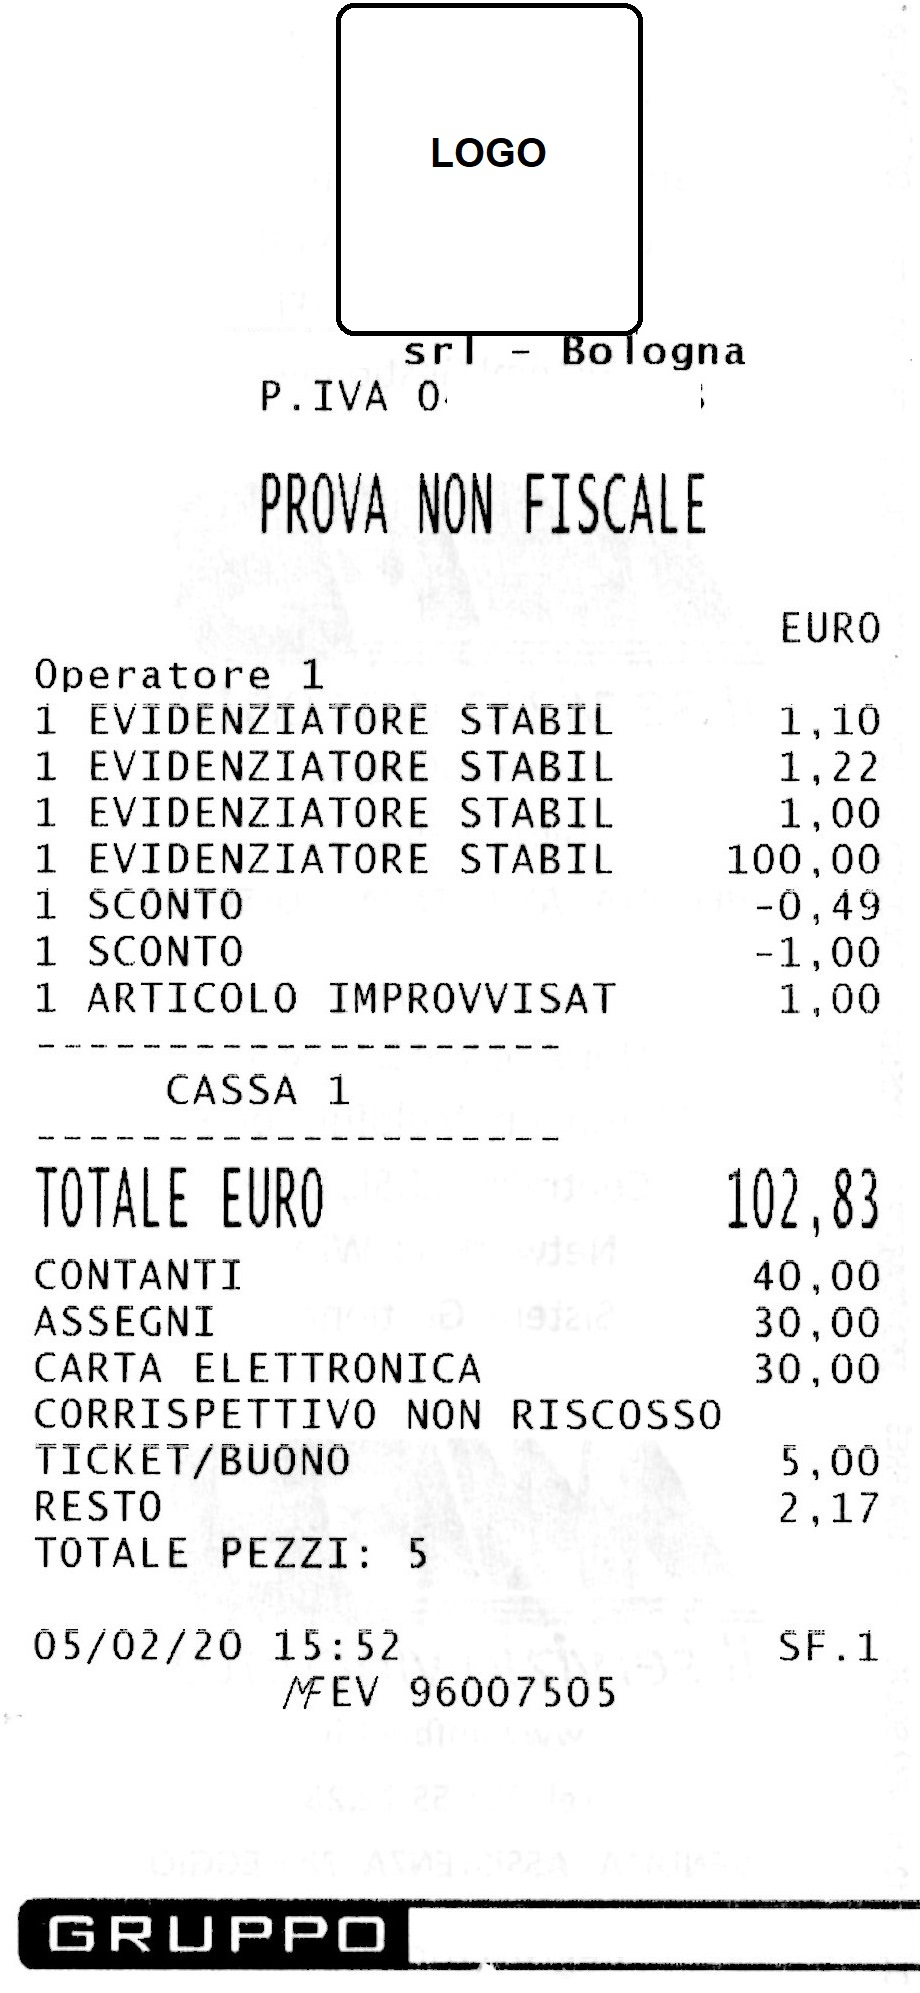 LOGO
srl - Bologna
P.IVA 0
PROVA NON FISCALE
EURO
Operatore 1
1 EVIDENZIATORE STABIL 1,10
1 EVIDENZIATORE STABIL 1,22
1 EVIDENZIATORE STABIL 1,00
1 EVIDENZIATORE STABIL 100,00
1 SCONTO -0,49
1 SCONTO -1,00
1 ARTICOLO IMPROVVISAT 1,00
--------------------
CASSA 1
--------------------
TOTALE EURO 102,83
CONTANTI 40,00
ASSEGNI 30,00
CARTA ELETTRONICA 30,00
CORRISPETTIVO NON RISCOSSO
TICKET/BUONO 5,00
RESTO 2,17
TOTALE PEZZI: 5
05/02/20 15:52 SF.1
MFEV 96007505
GRUPPO